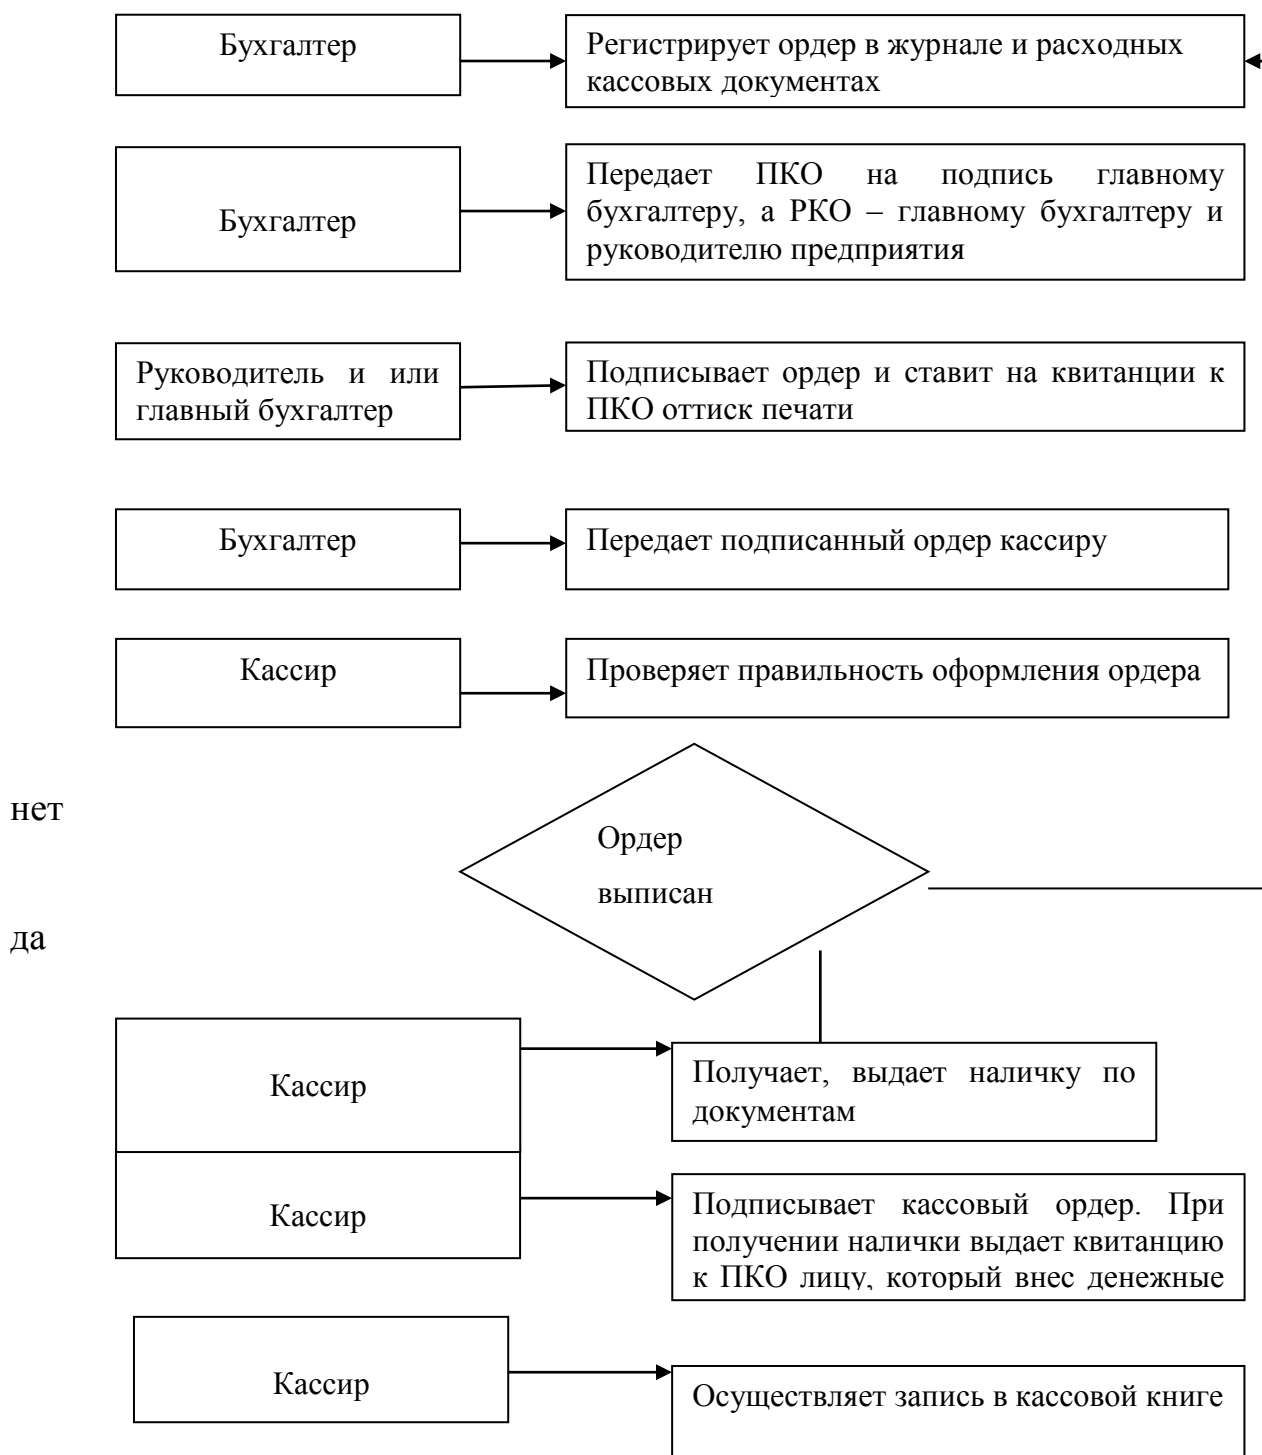 Бухгалтер
Регистрирует ордер в журнале и расходных
кассовых документах
Бухгалтер
Передает ПКО на подпись главному
бухгалтеру, а РКО – главному бухгалтеру и
руководителю предприятия
Руководитель и или
главный бухгалтер
Подписывает ордер и ставит на квитанции к
ПКО оттиск печати
Бухгалтер
Передает подписанный ордер кассиру
Кассир
Проверяет правильность оформления ордера
нет
Ордер
выписан
да
Кассир
Получает, выдает наличку по
документам
Кассир
Подписывает кассовый ордер. При
получении налички выдает квитанцию
к ПКО лицу, который внес денежные
Кассир
Осуществляет запись в кассовой книге